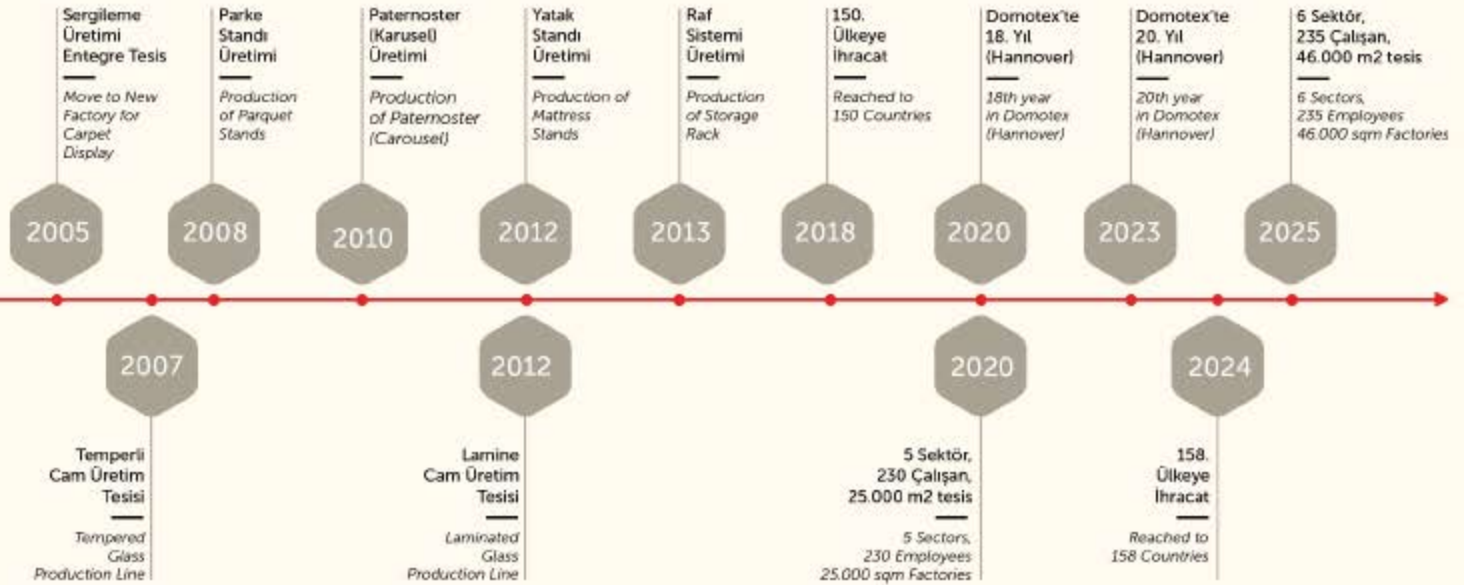 Sergileme
Üretimi
Entegre Tesis
Move to New
Factory for
Carpet
Display
2005
Parke
Standı
Üretimi
Production
of Parquet
Stands
2008
Paternoster
(Karusel)
Üretimi
Production
of Paternoster
(Carousel)
2010
Yatak
Standı
Üretimi
Production of
Mattress
Stands
2012
Raf
Sistemi
Üretimi
Production
of Storage
Rack
2013
150.
Ülkeye
İhracat
Reached to
150 Countries
2018
Domotex'te
18. Yıl
(Hannover)
18th year
in Domotex
(Hannover)
2020
Domotex'te
20. Yıl
(Hannover)
20th year
in Domotex
(Hannover)
2023
6 Sektör,
235 Çalışan,
46.000 m2 tesis
6 Sectors,
235 Employees
46.000 sqm Factories
2025
2007
Temperli
Cam Üretim
Tesisi
Tempered
Glass
Production Line
2012
Lamine
Cam Üretim
Tesisi
Laminated
Glass
Production Line
2020
5 Sektör,
230 Çalışan,
25.000 m2 tesis
5 Sectors,
230 Employees
25.000 sqm Factories
2024
158.
Ülkeye
İhracat
Reached to
158 Countries